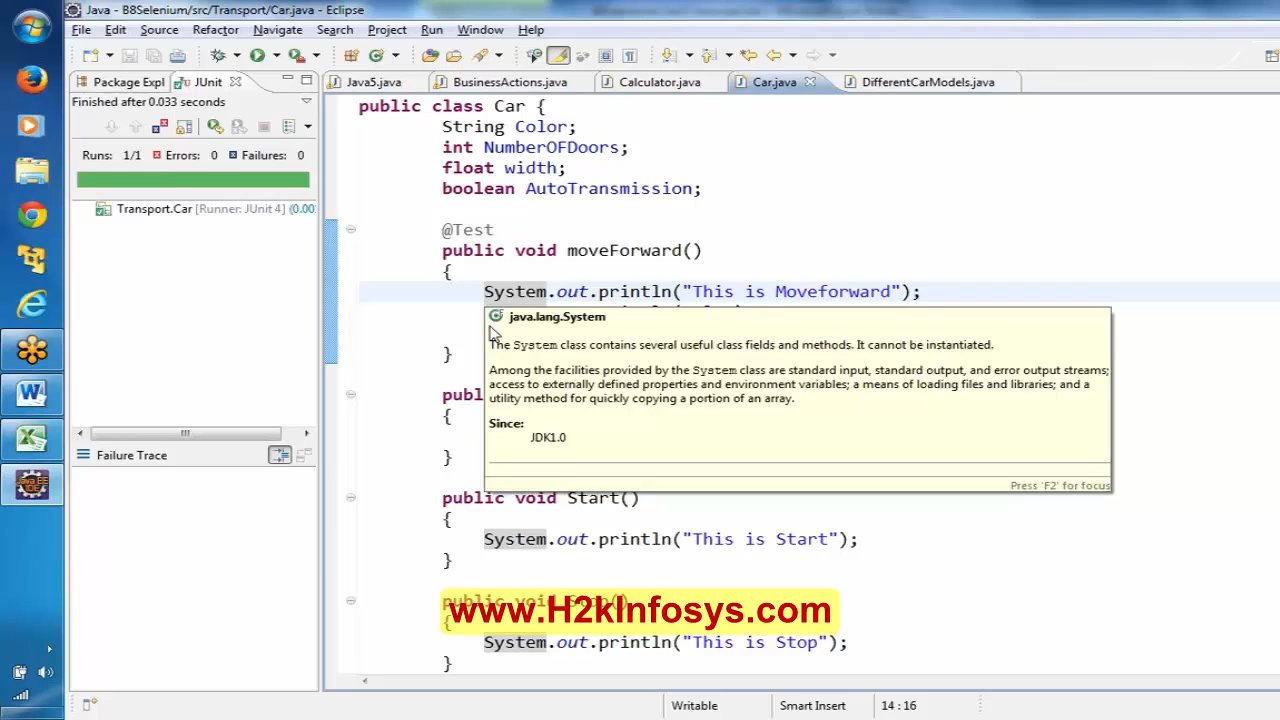 Java - B8Selenium/src/Transport/Car.java - Eclipse
File Edit Source Refactor Navigate Search Project Run Window Help
Package Expl JUnit
Java5.java BusinessActions.java Calculator.java Car.java DifferentCarModels.java
Finished after 0.033 seconds
Runs: 1/1 Errors: 0 Failures: 0
Transport.Car [Runner: JUnit 4] (0.00
Failure Trace
public class Car {
String Color;
int NumberOFDoors;
float width;
boolean AutoTransmission;
@Test
public void moveForward()
{
System.out.println("This is Moveforward");
java.lang.System
The System class contains several useful class fields and methods. It cannot be instantiated.
Among the facilities provided by the System class are standard input, standard output, and error output streams;
access to externally defined properties and environment variables; a means of loading files and libraries; and a
utility method for quickly copying a portion of an array.
Since:
JDK1.0
Press 'F2' for focus
}
pub
{
}
public void Start()
{
System.out.println("This is Start");
}
public void Stop()
www.H2kInfosys.com
{
System.out.println("This is Stop");
}
Writable Smart Insert 14 : 16